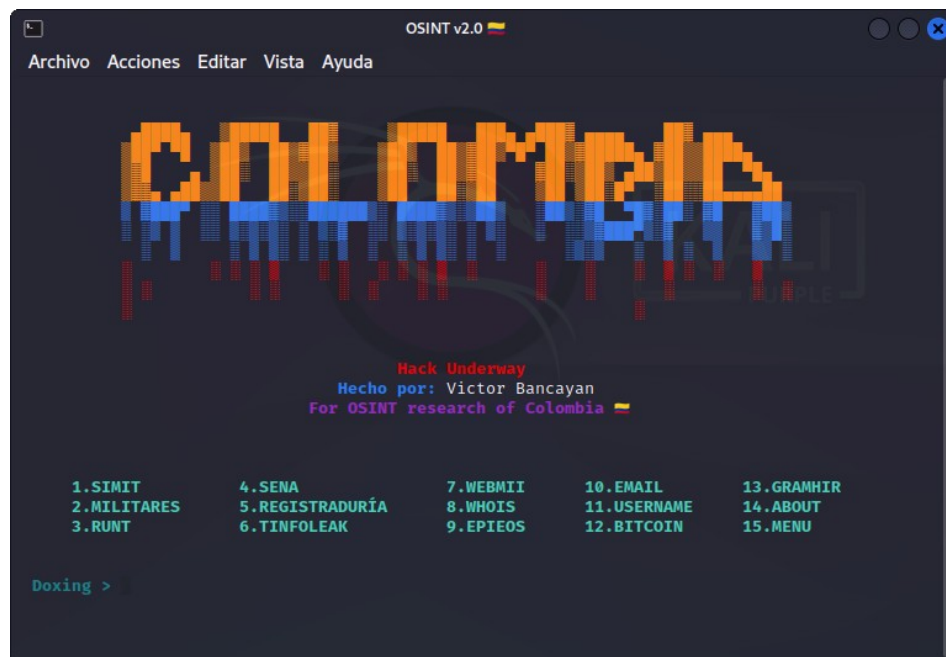 OSINT v2.0
Archivo Acciones Editar Vista Ayuda
COLOMBIA
KALI
PURPLE
Hack Underway
Hecho por: Victor Bancayan
For OSINT research of Colombia
1.SIMIT 4.SENA 7.WEBMII 10.EMAIL 13.GRAMHIR
2.MILITARES 5.REGISTRADURÍA 8.WHOIS 11.USERNAME 14.ABOUT
3.RUNT 6.TINFOLEAK 9.EPIEOS 12.BITCOIN 15.MENU
Doxing >